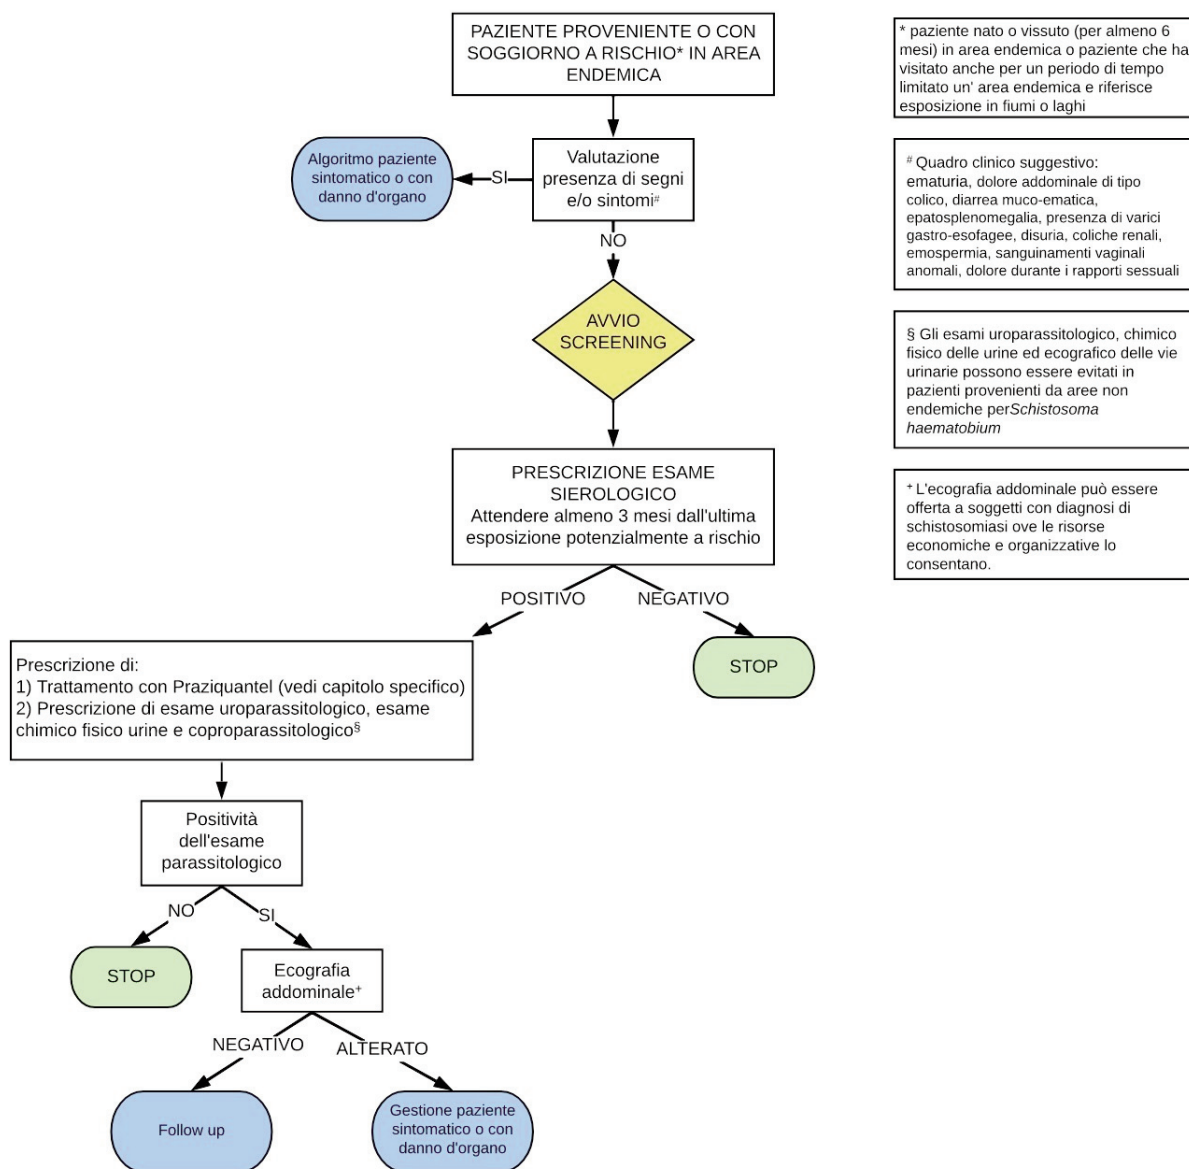 PAZIENTE PROVENIENTE O CON
SOGGIORNO A RISCHIO* IN AREA
ENDEMICA
Valutazione
presenza di segni
e/o sintomi#
SI
Algoritmo paziente
sintomatico o con
danno d'organo
NO
AVVIO
SCREENING
PRESCRIZIONE ESAME
SIEROLOGICO
Attendere almeno 3 mesi dall'ultima
esposizione potenzialmente a rischio
POSITIVO
NEGATIVO
STOP
Prescrizione di:
1) Trattamento con Praziquantel (vedi capitolo specifico)
2) Prescrizione di esame uroparassitologico, esame
chimico fisico urine e coproparassitologico§
Positività
dell'esame
parassitologico
NO
SI
STOP
Ecografia
addominale+
NEGATIVO
ALTERATO
Follow up
Gestione paziente
sintomatico o con
danno d'organo
* paziente nato o vissuto (per almeno 6
mesi) in area endemica o paziente che ha
visitato anche per un periodo di tempo
limitato un' area endemica e riferisce
esposizione in fiumi o laghi
# Quadro clinico suggestivo:
ematuria, dolore addominale di tipo
colico, diarrea muco-ematica,
epatosplenomegalia, presenza di varici
gastro-esofagee, disuria, coliche renali,
emospermia, sanguinamenti vaginali
anomali, dolore durante i rapporti sessuali
§ Gli esami uroparassitologico, chimico
fisico delle urine ed ecografico delle vie
urinarie possono essere evitati in
pazienti provenienti da aree non
endemiche perSchistosoma
haematobium
+ L'ecografia addominale può essere
offerta a soggetti con diagnosi di
schistosomiasi ove le risorse
economiche e organizzative lo
consentano.